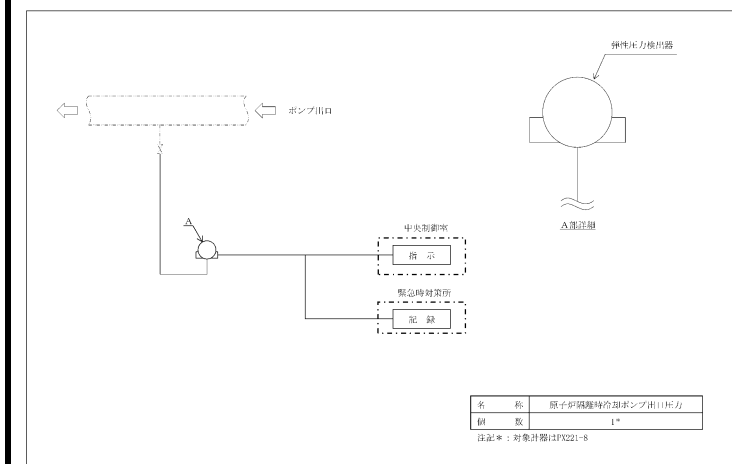 弾性圧力検出器
ポンプ出口
A
A部詳細
中央制御室
指 示
緊急時対策所
記 録
名 称 原子炉隔離時冷却ポンプ出口圧力
個 数 1*
注記*：対象計器はPX221-8